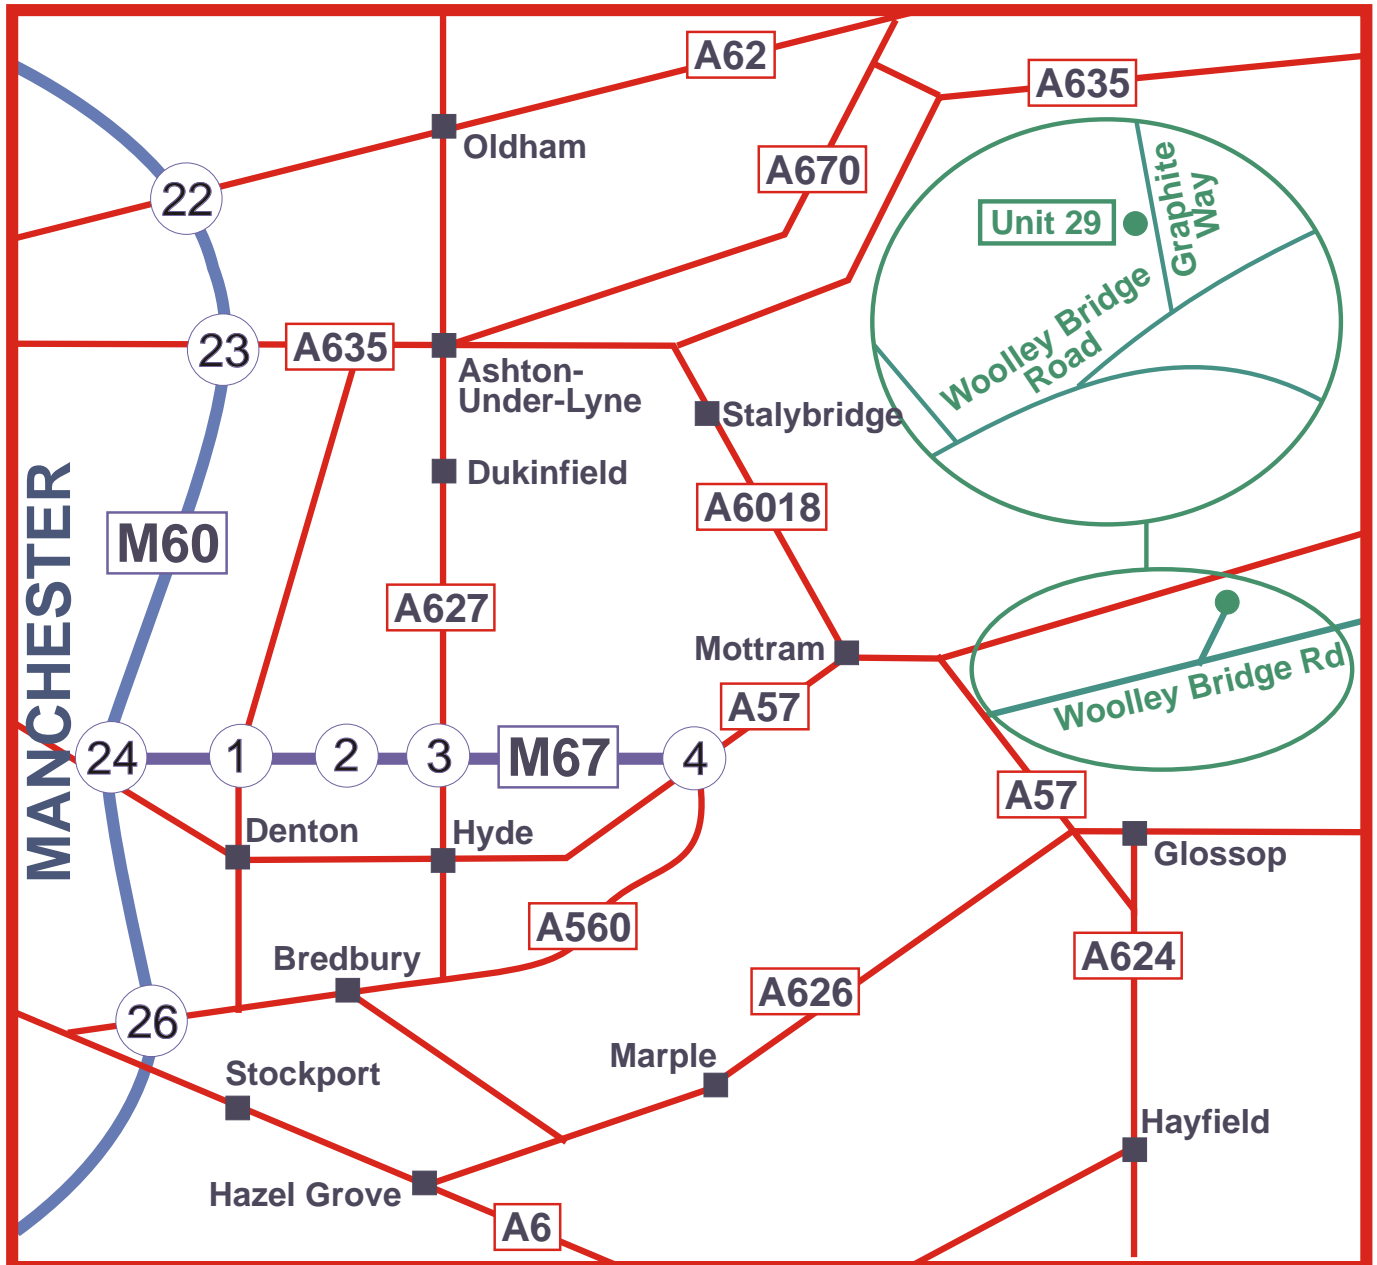 A62
A635
Oldham
A670
Graphite
Way
22
Unit 29
Woolley Bridge
Road
23
A635
Ashton-
Under-Lyne
Stalybridge
Dukinfield
A6018
M60
MANCHESTER
A627
Mottram
Woolley Bridge Rd
A57
24
1
2
3
M67
4
A57
Denton
Hyde
Glossop
A560
Bredbury
A624
A626
26
Marple
Stockport
Hayfield
Hazel Grove
A6